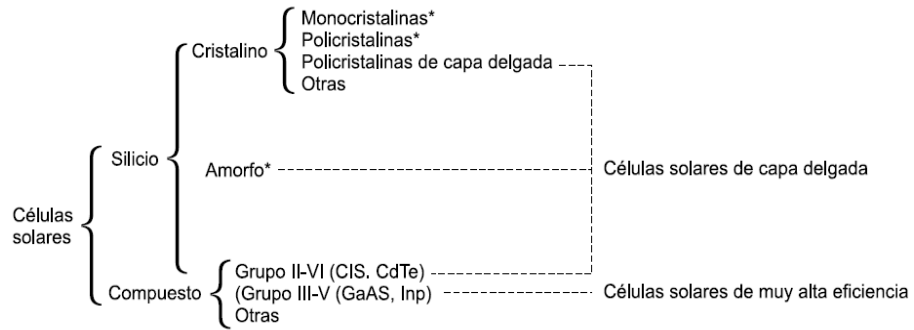 Monocristalinas*
Policristalinas*
Cristalino
Policristalinas de capa delgada
Otras
Silicio
Amorfo*
Células solares de capa delgada
Células
solares
Grupo II-VI (CIS, CdTe)
Compuesto
(Grupo III-V (GaAS, Inp)
Células solares de muy alta eficiencia
Otras